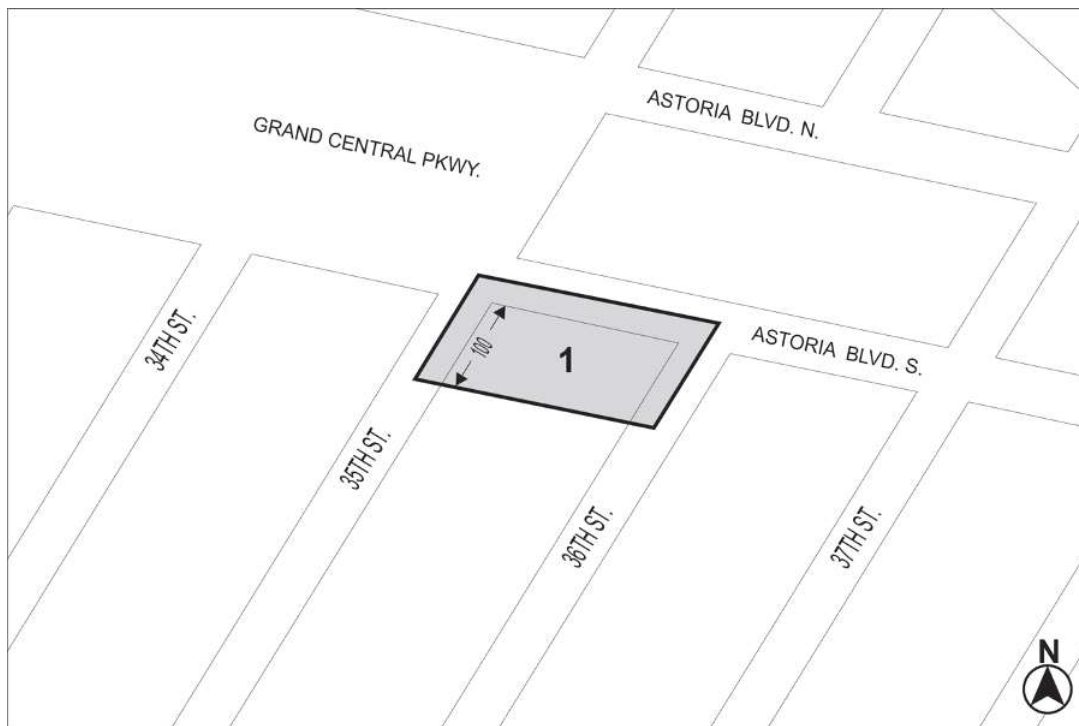 ASTORIA BLVD. N.
GRAND CENTRAL PKWY.
34TH ST.
100
1
ASTORIA BLVD. S.
35TH ST.
36TH ST.
37TH ST.
N